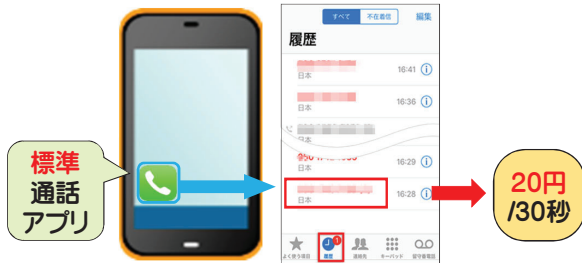 標準
通話
アプリ
すべて 不在着信 編集
履歴
日本 16:41
日本 16:36
日本
日本 16:29
日本 16:28
よく使う項目 履歴 1 連絡先 キーパッド 留守番電話
20円
/30秒